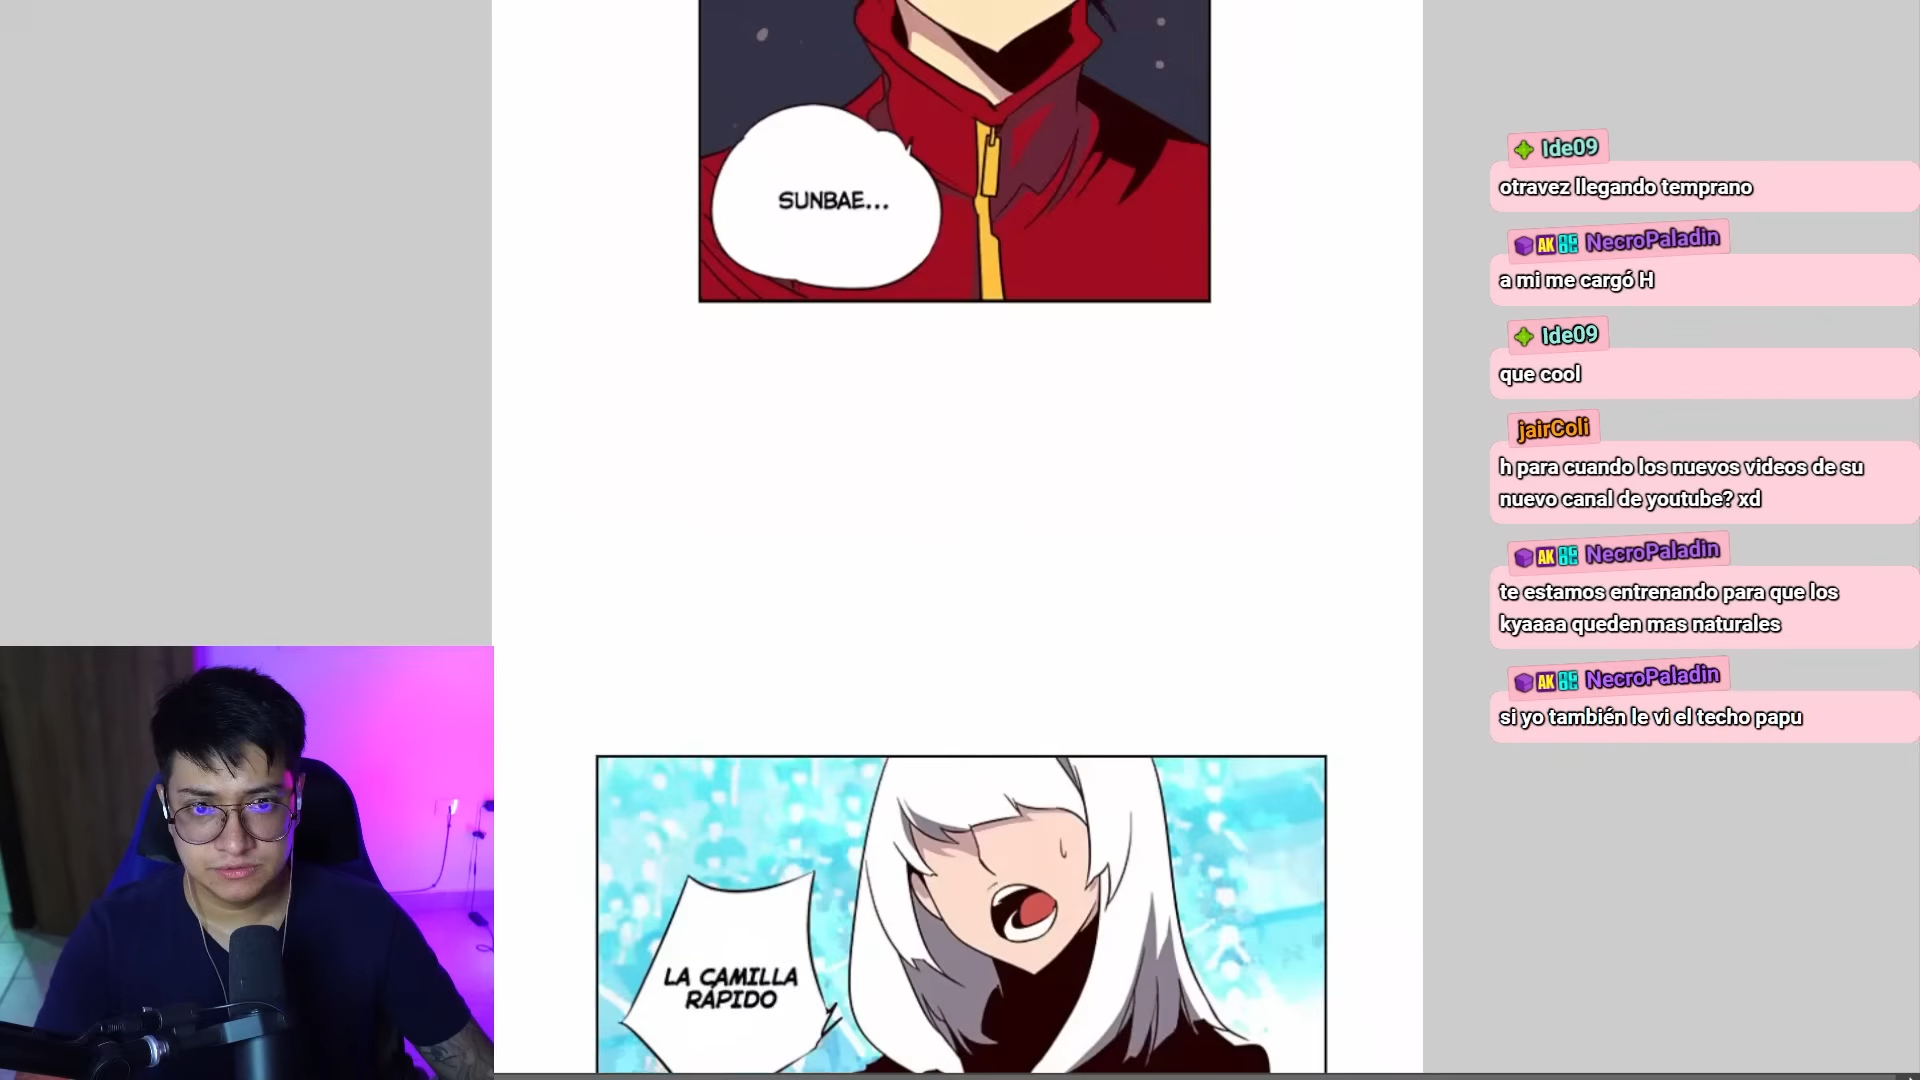 SUNBAE...
LA CAMILLA
RÁPIDO
Ide09
otravez llegando temprano
AK NecroPaladin
a mi me cargó H
Ide09
que cool
jairColi
h para cuando los nuevos videos de su
nuevo canal de youtube? xd
AK NecroPaladin
te estamos entrenando para que los
kyaaaa queden mas naturales
AK NecroPaladin
si yo también le vi el techo papu